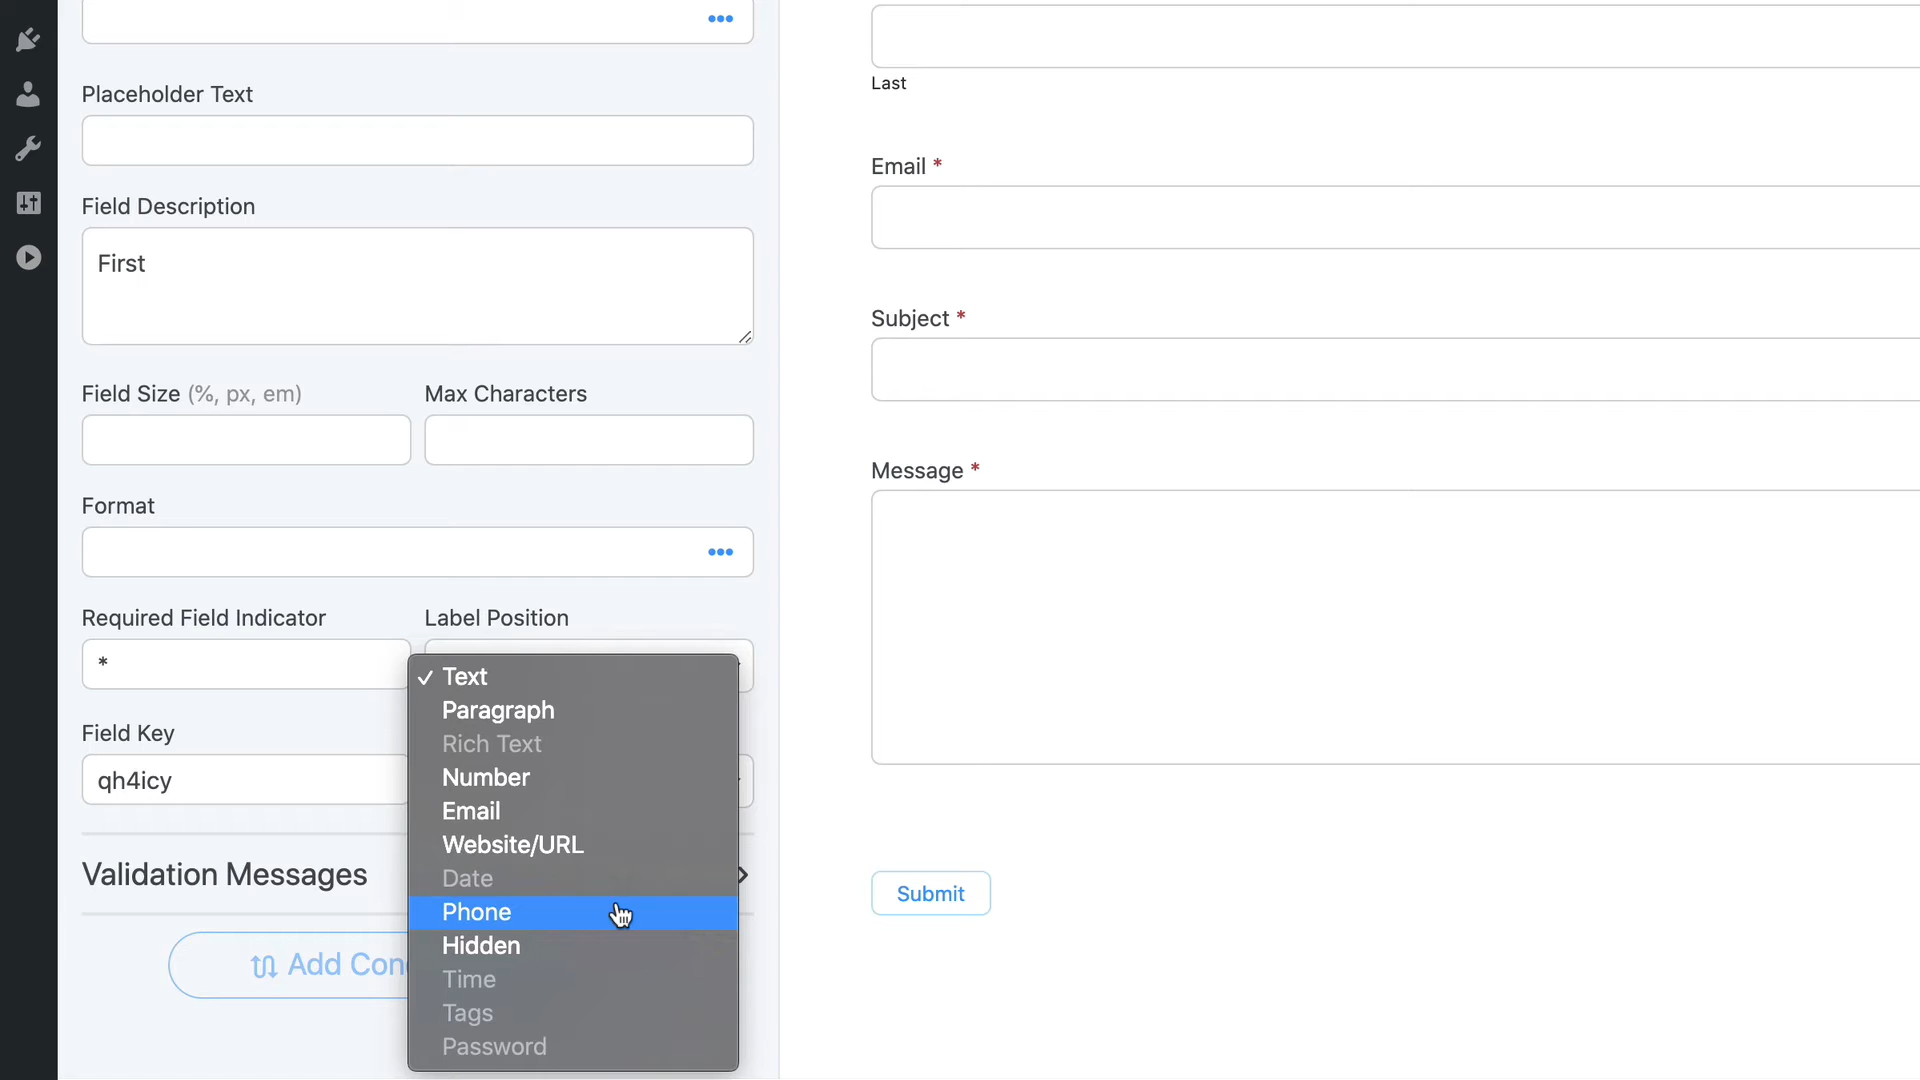 Placeholder Text
Field Description
First
Field Size (%, px, em)
Max Characters
Format
Required Field Indicator
Label Position
*
Field Key
qh4icy
Validation Messages
Add Con
✓ Text
Paragraph
Rich Text
Number
Email
Website/URL
Date
Phone
Hidden
Time
Tags
Password
Last
Email *
Subject *
Message *
Submit